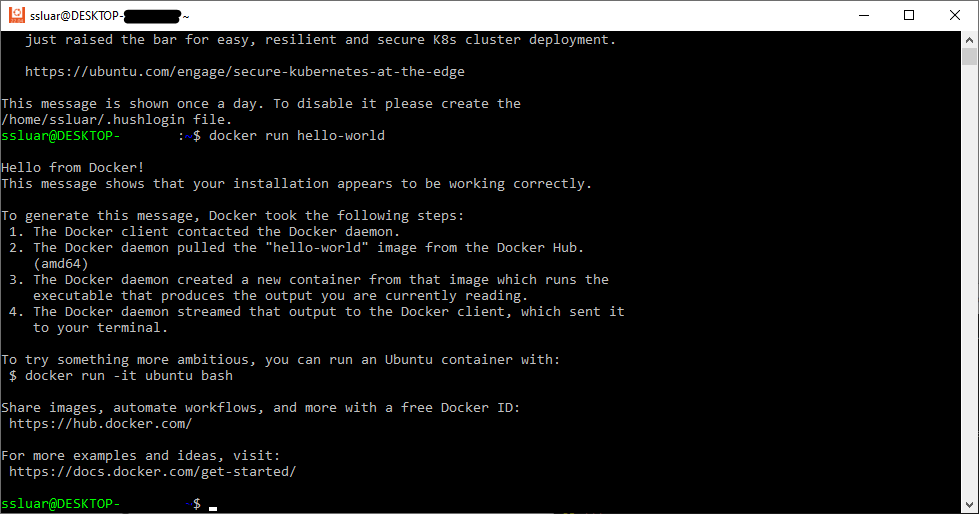 ssluar@DESKTOP- ~
just raised the bar for easy, resilient and secure K8s cluster deployment.
https://ubuntu.com/engage/secure-kubernetes-at-the-edge
This message is shown once a day. To disable it please create the
/home/ssluar/.hushlogin file.
ssluar@DESKTOP- :~$ docker run hello-world
Hello from Docker!
This message shows that your installation appears to be working correctly.
To generate this message, Docker took the following steps:
1. The Docker client contacted the Docker daemon.
2. The Docker daemon pulled the "hello-world" image from the Docker Hub.
(amd64)
3. The Docker daemon created a new container from that image which runs the
executable that produces the output you are currently reading.
4. The Docker daemon streamed that output to the Docker client, which sent it
to your terminal.
To try something more ambitious, you can run an Ubuntu container with:
$ docker run -it ubuntu bash
Share images, automate workflows, and more with a free Docker ID:
https://hub.docker.com/
For more examples and ideas, visit:
https://docs.docker.com/get-started/
ssluar@DESKTOP- $